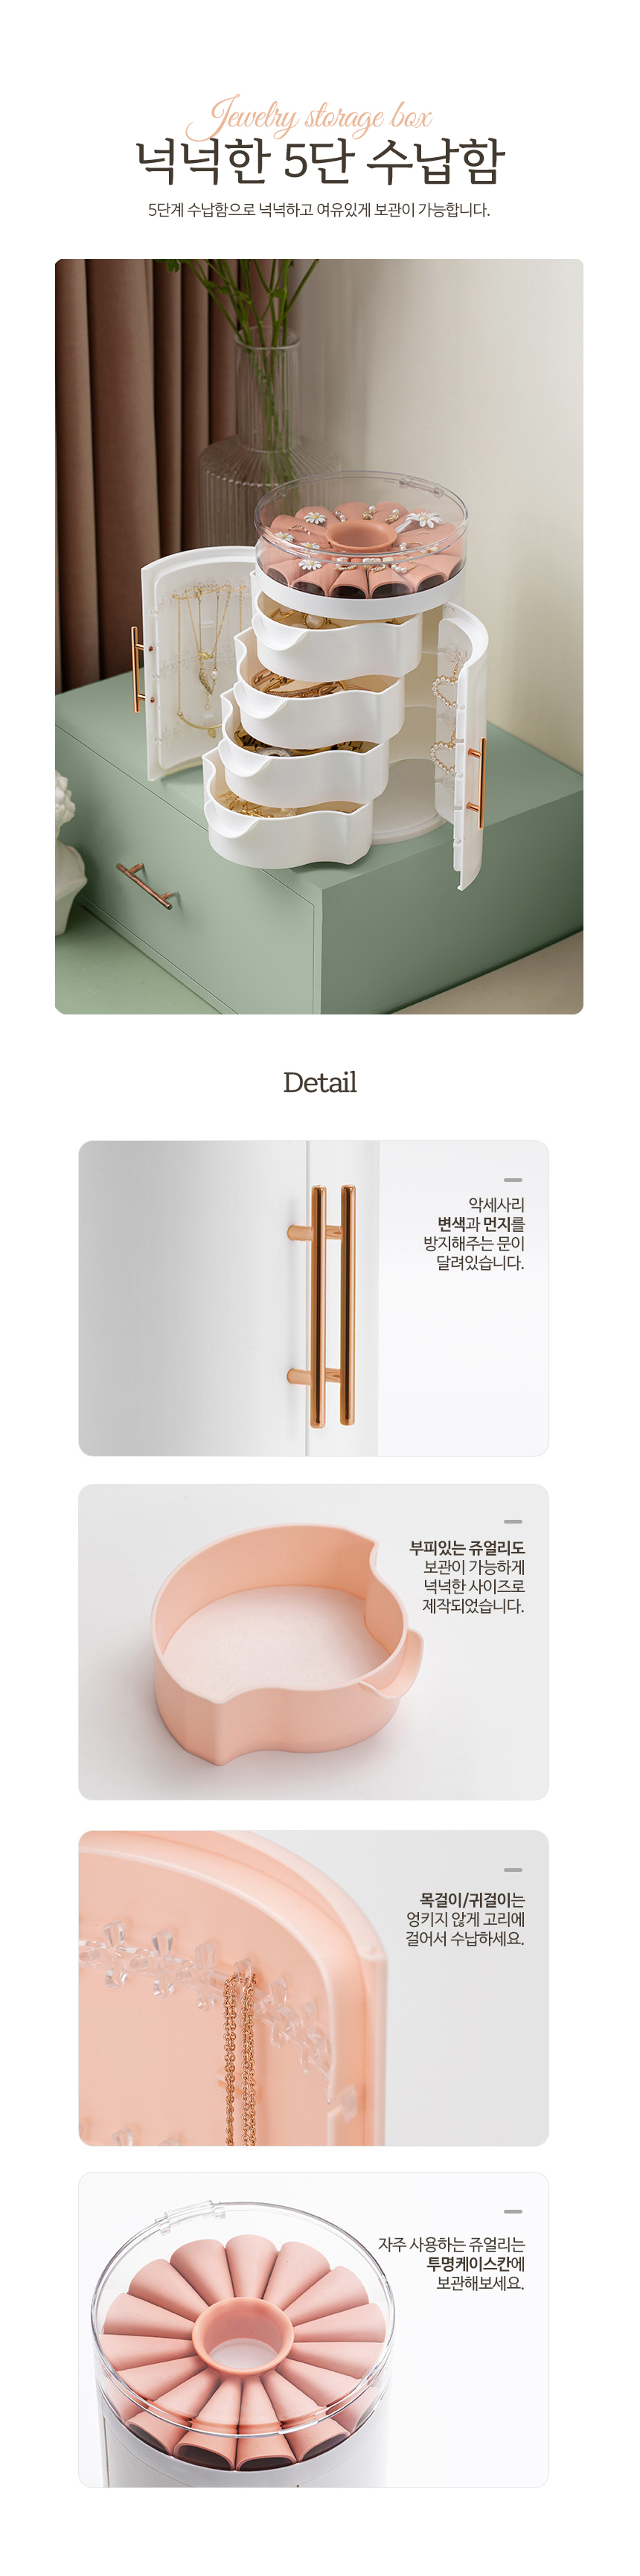 Jewelry storage box
넉넉한 5단 수납함
5단계 수납함으로 넉넉하고 여유있게 보관이 가능합니다.
Detail
악세사리
변색과 먼지를
방지해주는 문이
달려있습니다.
부피있는 쥬얼리도
보관이 가능하게
넉넉한 사이즈로
제작되었습니다.
목걸이/귀걸이는
엉키지 않게 고리에
걸어서 수납하세요.
자주 사용하는 쥬얼리는
투명케이스칸에
보관해보세요.